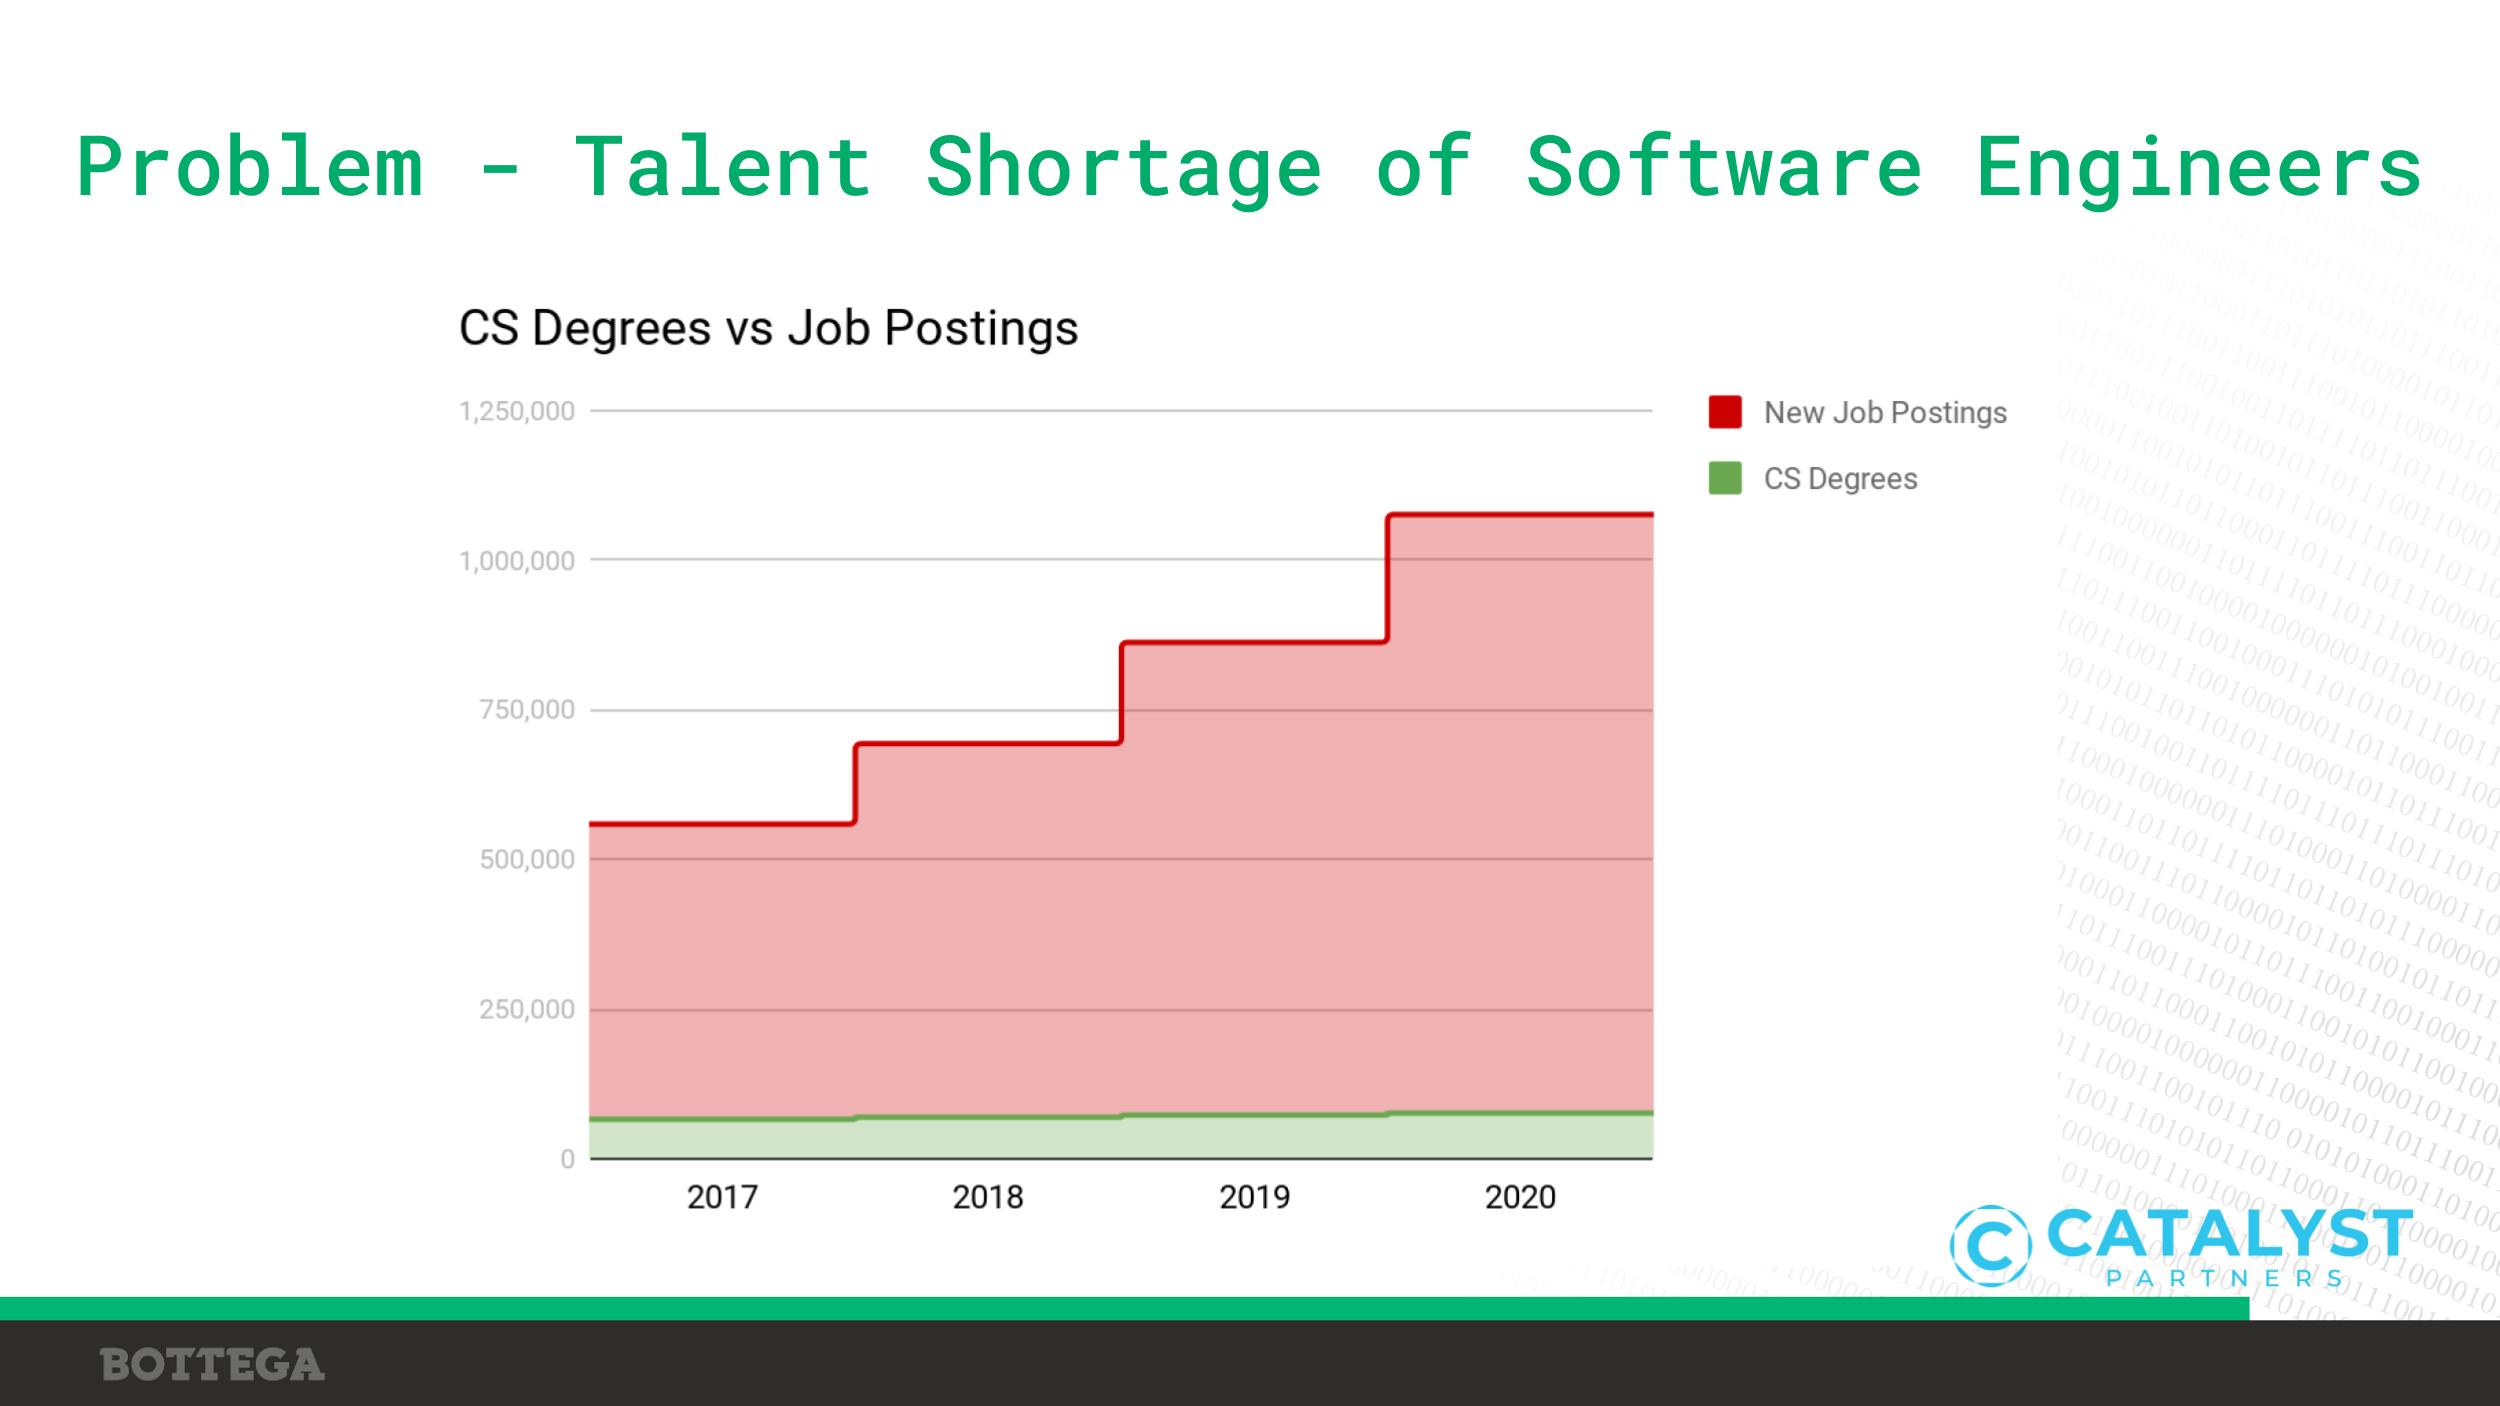 Problem - Talent Shortage of Software Engineers
CS Degrees vs Job Postings
1,250,000
New Job Postings
CS Degrees
1,000,000
750,000
500,000
250,000
0
2017 2018 2019 2020
CATALYST
PARTNERS
BOTTEGA